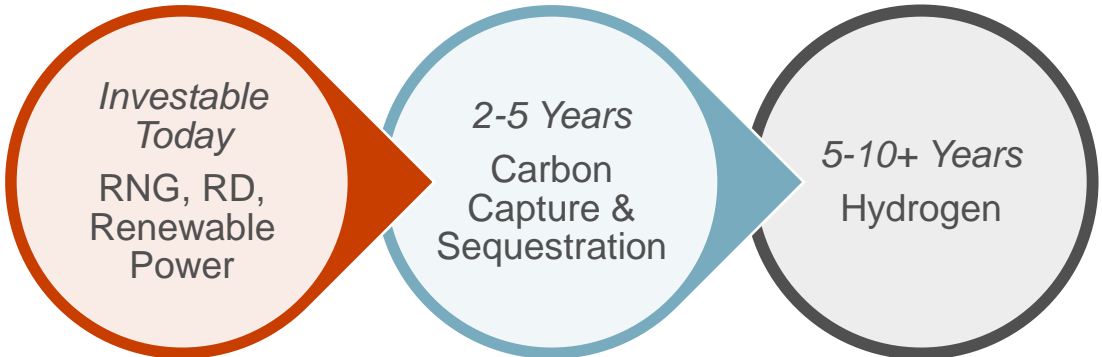 Investable
Today
RNG, RD,
Renewable
Power
2-5 Years
Carbon
Capture &
Sequestration
5-10+ Years
Hydrogen